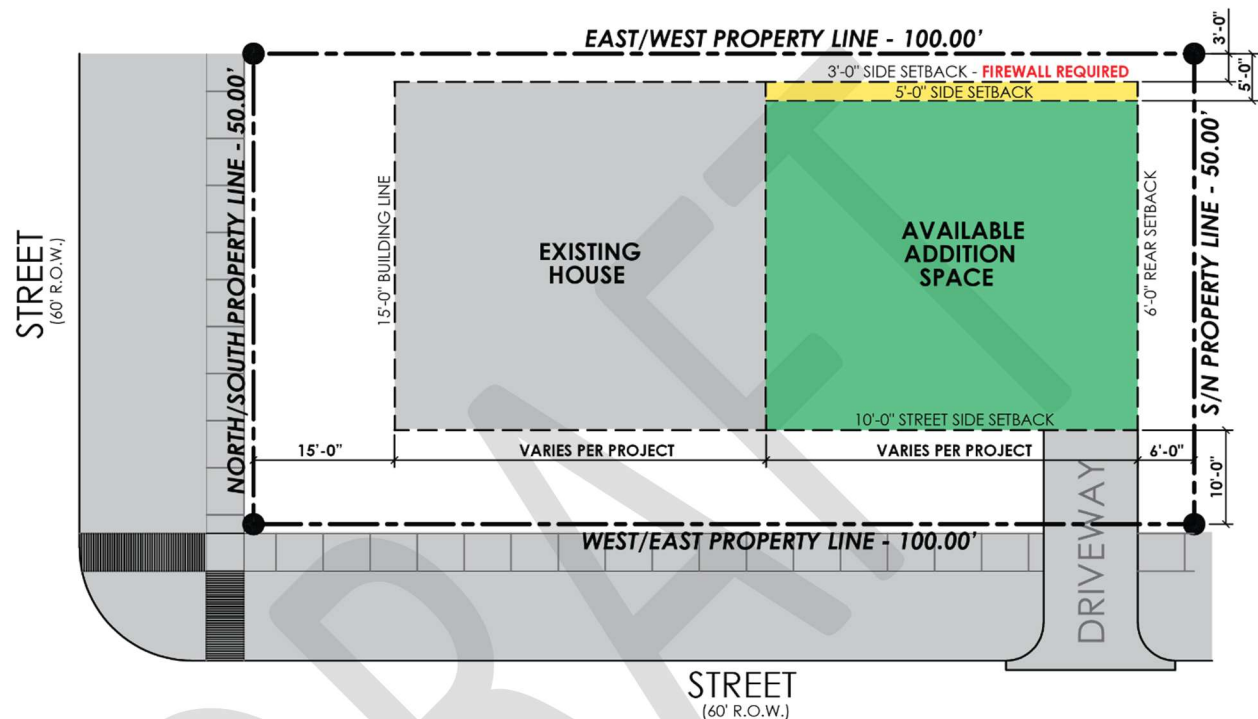 EAST/WEST PROPERTY LINE - 100.00'
3'-0"
3'-0" SIDE SETBACK - FIREWALL REQUIRED
5'-0"
5'-0" SIDE SETBACK
NORTH/SOUTH PROPERTY LINE - 50.00'
S/N PROPERTY LINE - 50.00'
STREET
(60' R.O.W.)
15'-0" BUILDING LINE
EXISTING
HOUSE
AVAILABLE
ADDITION
SPACE
6'-0" REAR SETBACK
10'-0" STREET SIDE SETBACK
15'-0"
VARIES PER PROJECT
VARIES PER PROJECT
6'-0"
10'-0"
WEST/EAST PROPERTY LINE - 100.00'
DRIVEWAY
STREET
(60' R.O.W.)
DRAFT